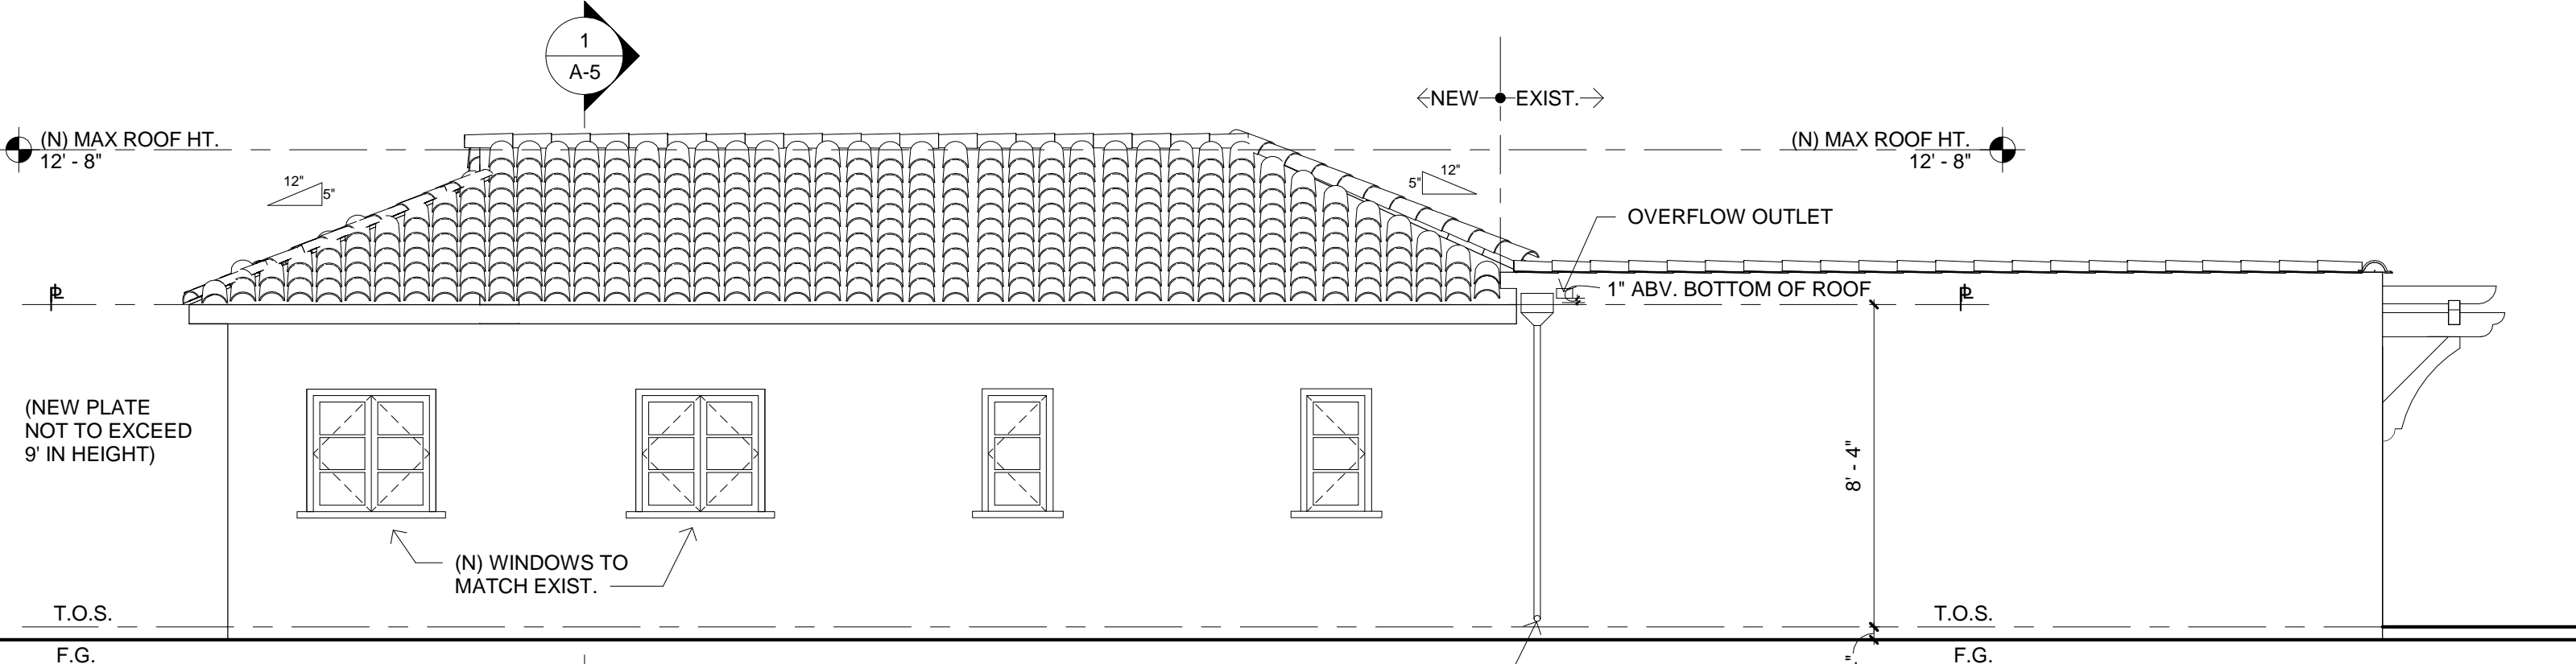 1
A-5
NEW
EXIST.
(N) MAX ROOF HT.
12' - 8"
(N) MAX ROOF HT.
12' - 8"
12"
5"
5"
12"
OVERFLOW OUTLET
1" ABV. BOTTOM OF ROOF
PL
PL
(NEW PLATE
NOT TO EXCEED
9' IN HEIGHT)
8' - 4"
(N) WINDOWS TO
MATCH EXIST.
T.O.S.
T.O.S.
F.G.
F.G.